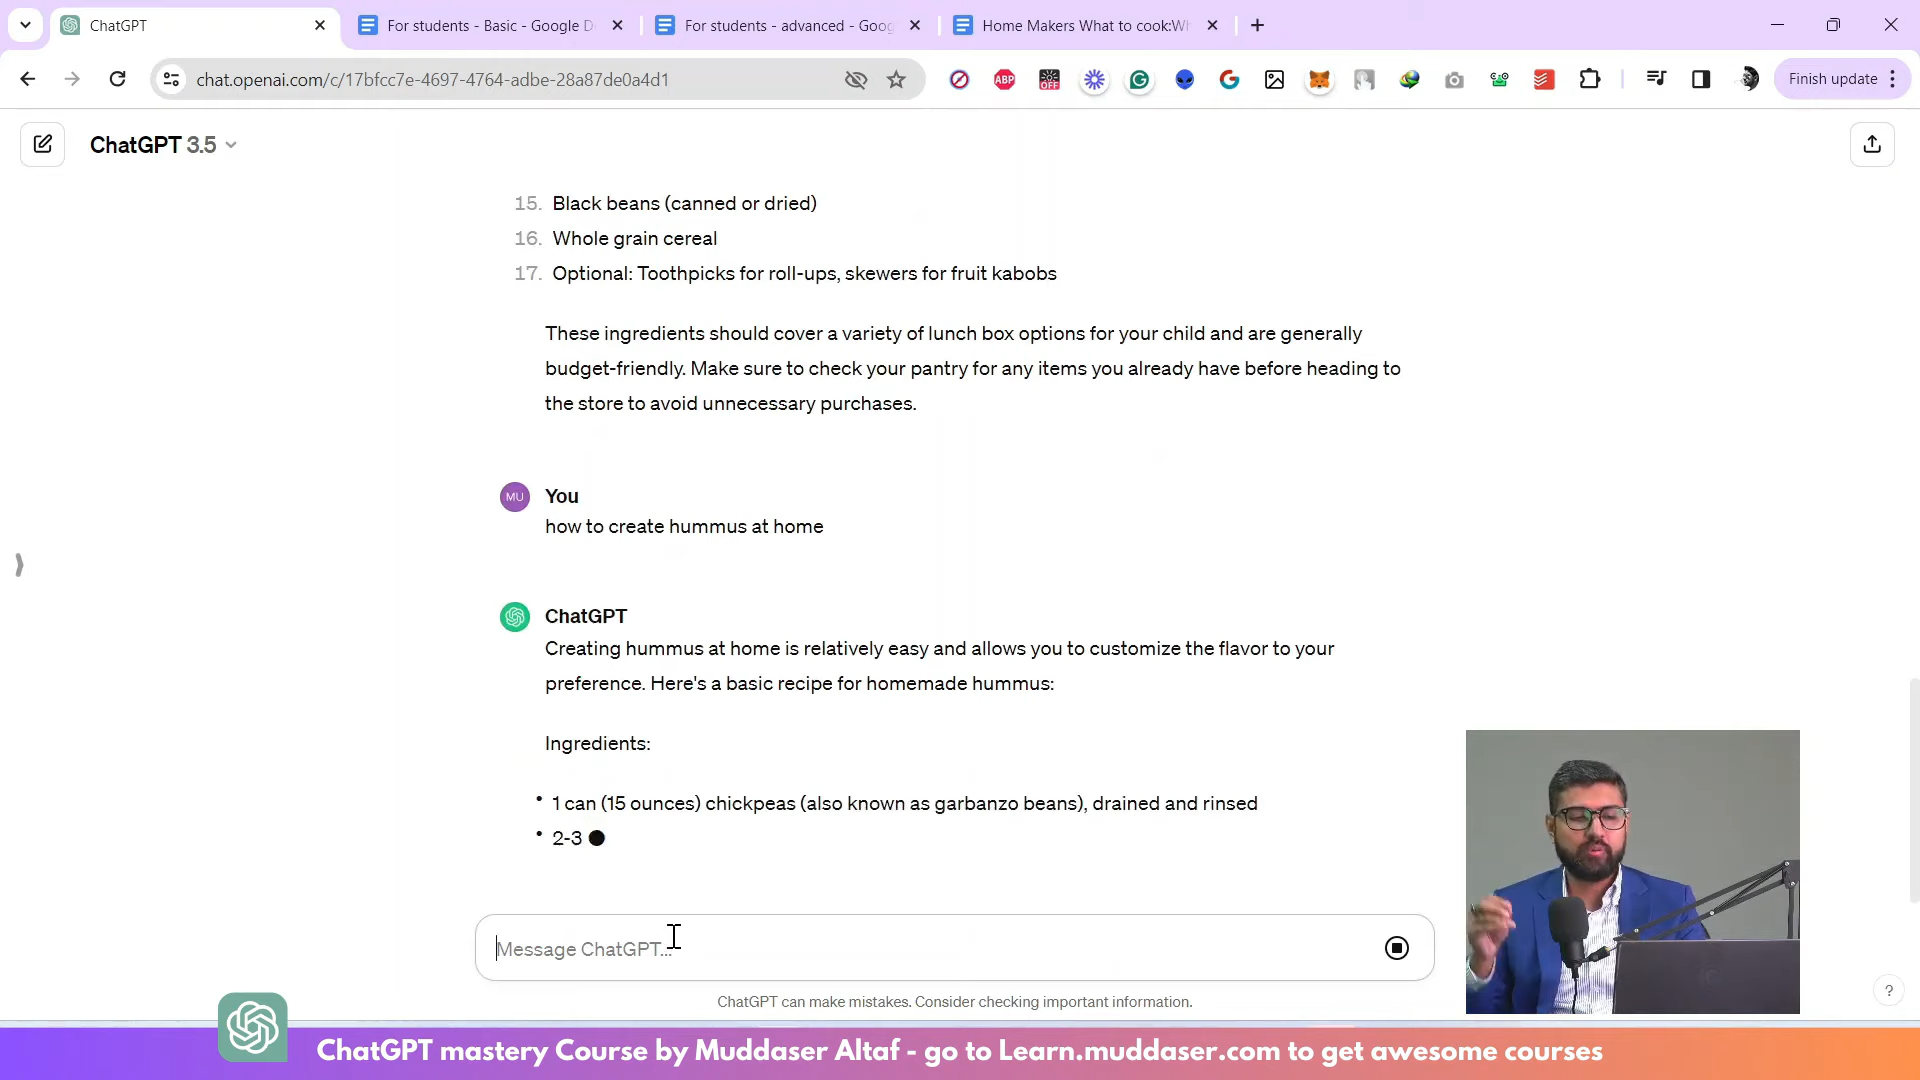 ChatGPT
For students - Basic - Google D
For students - advanced - Goog
Home Makers What to cook:Wh
chat.openai.com/c/17bfcc7e-4697-4764-adbe-28a87de0a4d1
ABP
OFF
Finish update
ChatGPT 3.5
15. Black beans (canned or dried)
16. Whole grain cereal
17. Optional: Toothpicks for roll-ups, skewers for fruit kabobs
These ingredients should cover a variety of lunch box options for your child and are generally
budget-friendly. Make sure to check your pantry for any items you already have before heading to
the store to avoid unnecessary purchases.
MU
You
how to create hummus at home
ChatGPT
Creating hummus at home is relatively easy and allows you to customize the flavor to your
preference. Here's a basic recipe for homemade hummus:
Ingredients:
• 1 can (15 ounces) chickpeas (also known as garbanzo beans), drained and rinsed
• 2-3
Message ChatGPT...
ChatGPT can make mistakes. Consider checking important information.
?
ChatGPT mastery Course by Muddaser Altaf - go to Learn.muddaser.com to get awesome courses